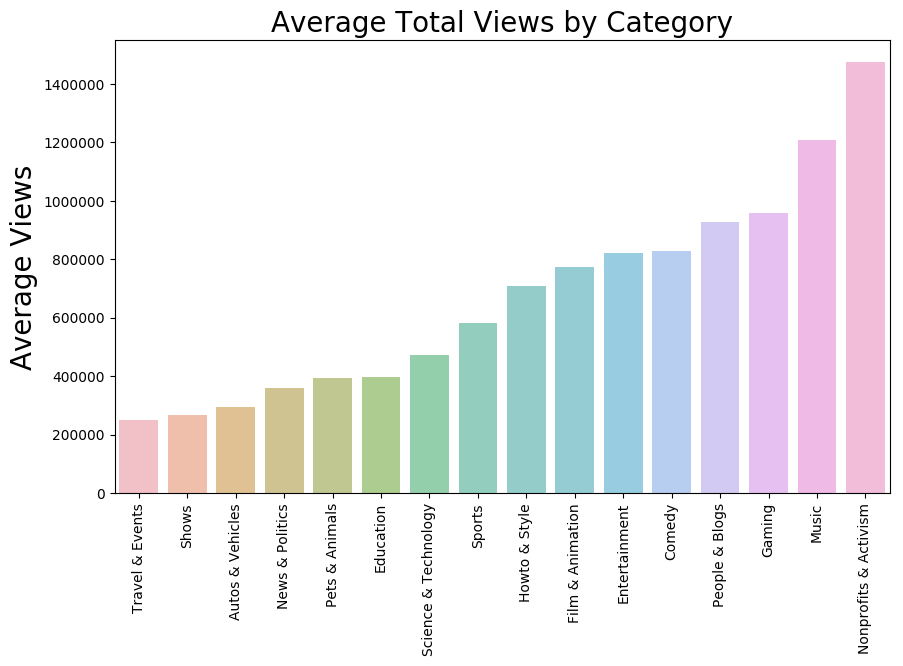 Average Total Views by Category
Average Views
1400000
1200000
1000000
800000
600000
400000
200000
0
Travel & Events
Shows
Autos & Vehicles
News & Politics
Pets & Animals
Education
Science & Technology
Sports
Howto & Style
Film & Animation
Entertainment
Comedy
People & Blogs
Gaming
Music
Nonprofits & Activism